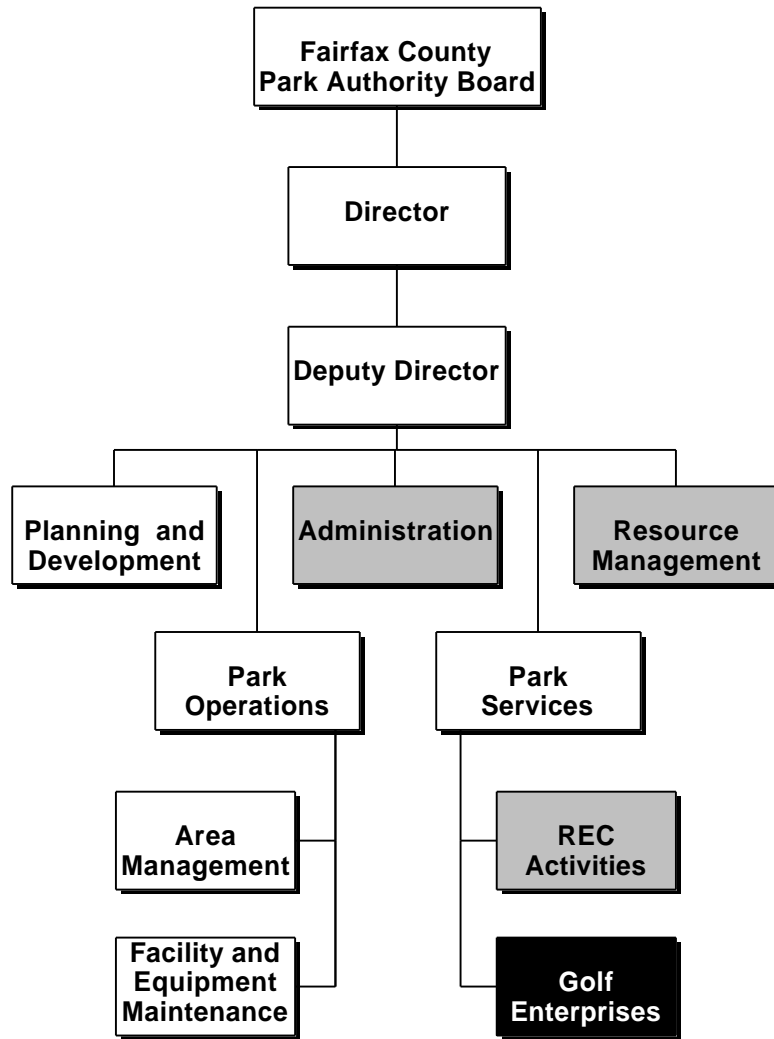 Fairfax County
Park Authority Board
Director
Deputy Director
Planning and
Development
Administration
Resource
Management
Park
Operations
Park
Services
Area
Management
REC
Activities
Facility and
Equipment
Maintenance
Golf
Enterprises